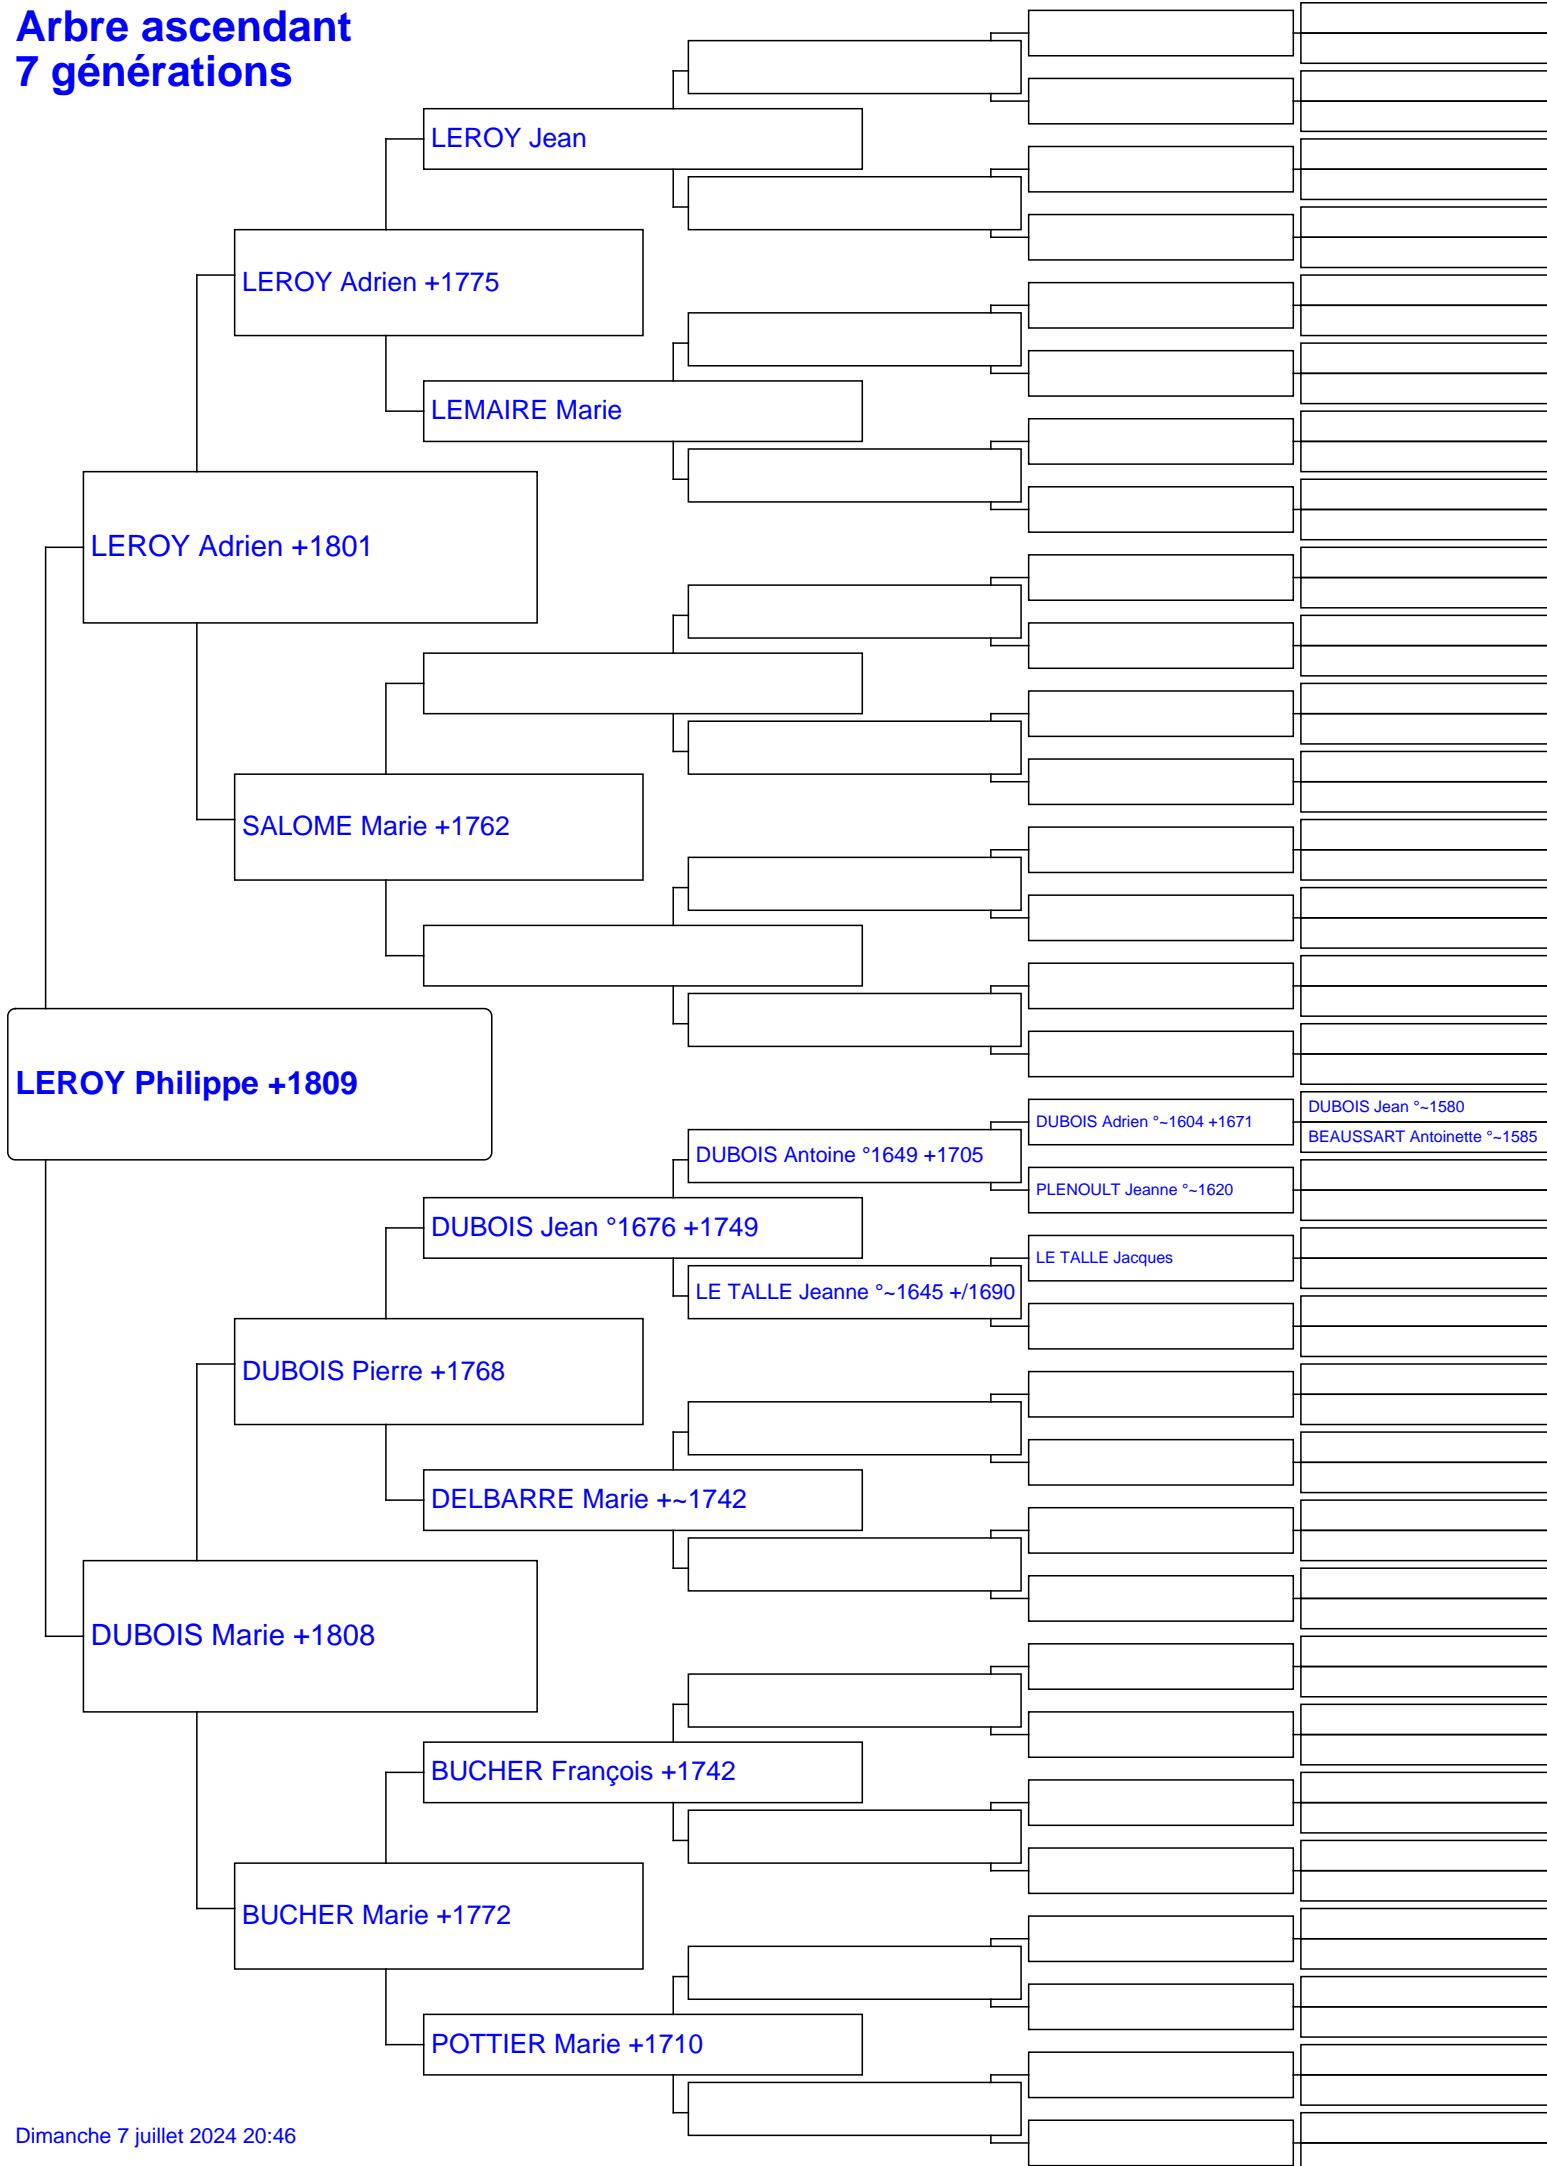 Arbre ascendant
7 générations
LEROY Jean
LEROY Adrien +1775
LEMAIRE Marie
LEROY Adrien +1801
SALOME Marie +1762
LEROY Philippe +1809
DUBOIS Jean °~1580
DUBOIS Adrien °~1604 +1671
BEAUSSART Antoinette °~1585
DUBOIS Antoine °1649 +1705
PLENOULT Jeanne °~1620
DUBOIS Jean °1676 +1749
LE TALLE Jacques
LE TALLE Jeanne °~1645 +/1690
DUBOIS Pierre +1768
DELBARRE Marie +~1742
DUBOIS Marie +1808
BUCHER François +1742
BUCHER Marie +1772
POTTIER Marie +1710
Dimanche 7 juillet 2024 20:46